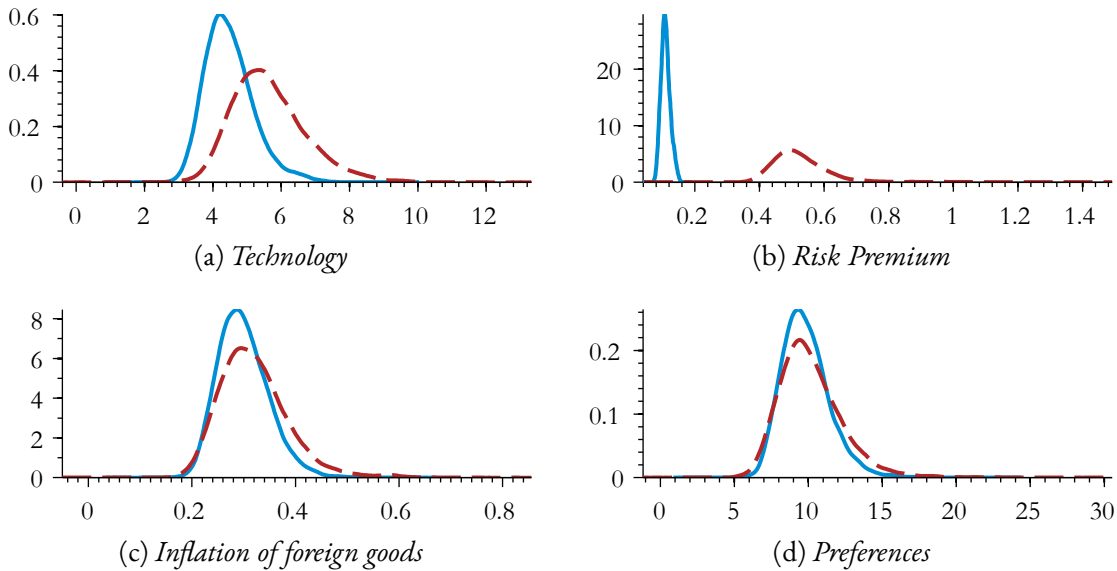 0.6
0.4
0.2
0
0 2 4 6 8 10 12
(a) Technology
20
10
0
0.2 0.4 0.6 0.8 1 1.2 1.4
(b) Risk Premium
8
6
4
2
0
0 0.2 0.4 0.6 0.8
(c) Inflation of foreign goods
0.2
0.1
0
0 5 10 15 20 25 30
(d) Preferences